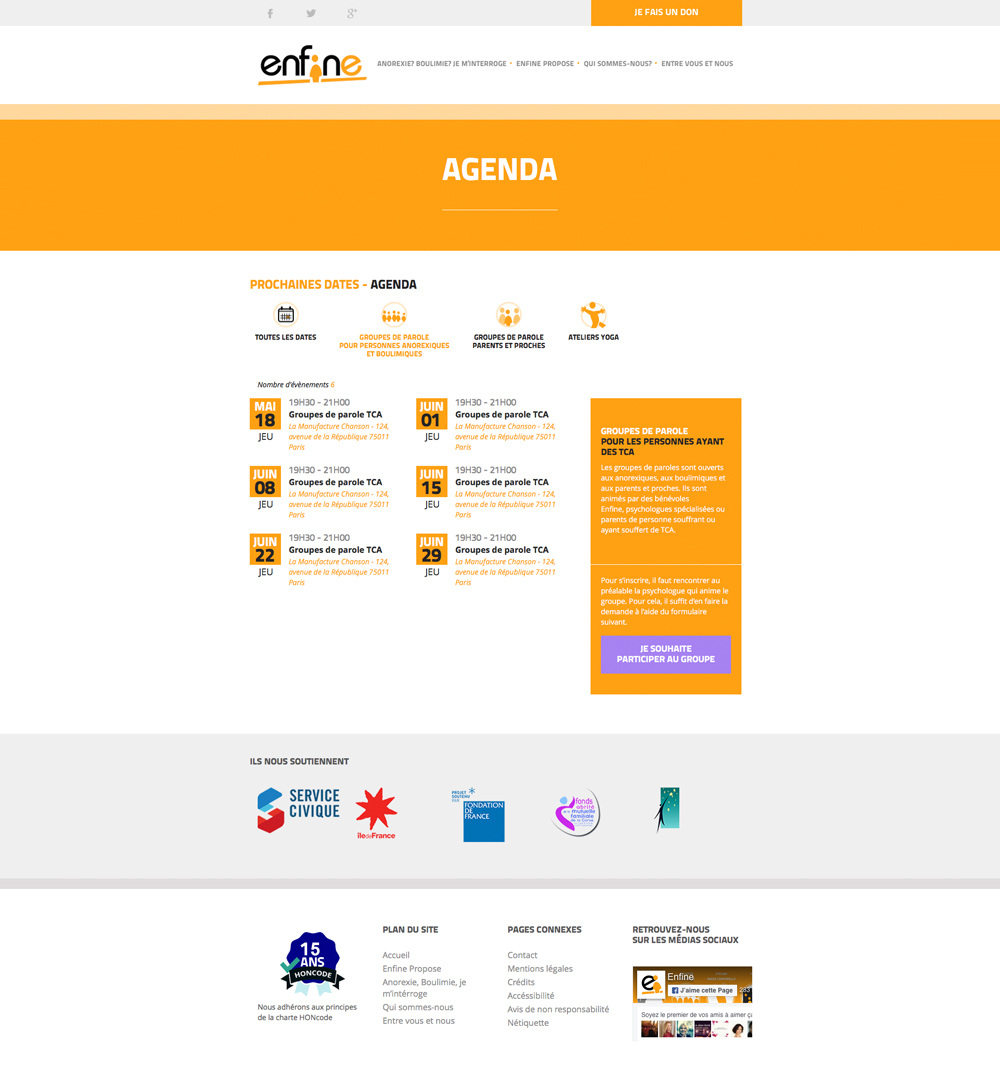 JE FAIS UN DON
enfine
ANOREXIE? BOULIMIE? JE M'INTERROGE • ENFINE PROPOSE • QUI SOMMES-NOUS? • ENTRE VOUS ET NOUS
AGENDA
PROCHAINES DATES - AGENDA
TOUTES LES DATES
GROUPES DE PAROLE
POUR PERSONNES ANOREXIQUES
ET BOULIMIQUES
GROUPES DE PAROLE
PARENTS ET PROCHES
ATELIERS YOGA
Nombre d'évènements 6
MAI
18
JEU
19H30 - 21H00
Groupes de parole TCA
La Manufacture Chanson - 124,
avenue de la République 75011
Paris
JUIN
01
JEU
19H30 - 21H00
Groupes de parole TCA
La Manufacture Chanson - 124,
avenue de la République 75011
Paris
JUIN
08
JEU
19H30 - 21H00
Groupes de parole TCA
La Manufacture Chanson - 124,
avenue de la République 75011
Paris
JUIN
15
JEU
19H30 - 21H00
Groupes de parole TCA
La Manufacture Chanson - 124,
avenue de la République 75011
Paris
JUIN
22
JEU
19H30 - 21H00
Groupes de parole TCA
La Manufacture Chanson - 124,
avenue de la République 75011
Paris
JUIN
29
JEU
19H30 - 21H00
Groupes de parole TCA
La Manufacture Chanson - 124,
avenue de la République 75011
Paris
GROUPES DE PAROLE
POUR LES PERSONNES AYANT
DES TCA
Les groupes de paroles sont ouverts
aux anorexiques, aux boulimiques et
aux parents et proches. Ils sont
animés par des bénévoles
Enfine, psychologues spécialisées ou
parents de personne souffrant ou
ayant souffert de TCA.
Pour s'inscrire, il faut rencontrer au
préalable la psychologue qui anime le
groupe. Pour cela, il suffit d'en faire la
demande à l'aide du formulaire
suivant.
JE SOUHAITE
PARTICIPER AU GROUPE
ILS NOUS SOUTIENNENT
SERVICE
CIVIQUE
îledeFrance
PROJET
SOUTENU
PAR
FONDATION
DE
FRANCE
fonds
obrité
de la mutuelle
familiale
de la Corse
15
ANS
HONCODE
Nous adhérons aux principes
de la charte HONcode
PLAN DU SITE
Accueil
Enfine Propose
Anorexie, Boulimie, je
m'intérroge
Qui sommes-nous
Entre vous et nous
PAGES CONNEXES
Contact
Mentions légales
Crédits
Accéssibilité
Avis de non responsabilité
Nétiquette
RETROUVEZ-NOUS
SUR LES MÉDIAS SOCIAUX
Enfine
J'aime cette Page
Soyez le premier de vos amis à aimer ça